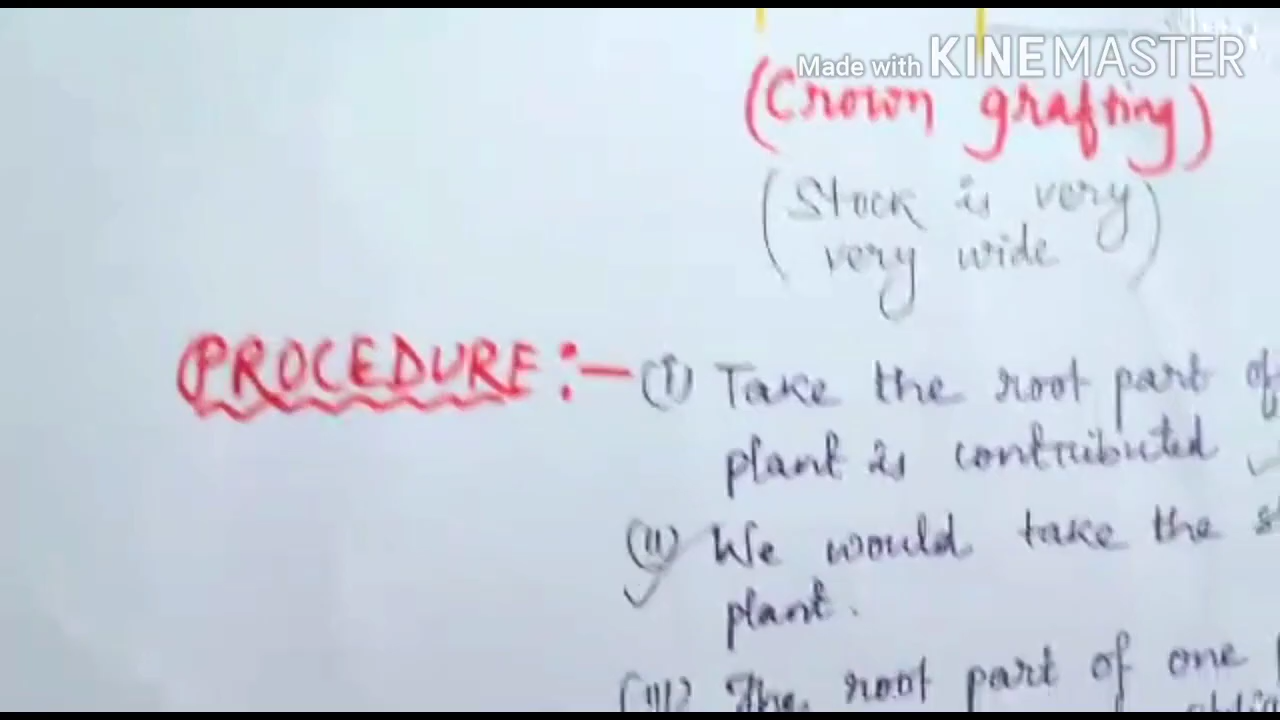 Made with KINEMASTER
(Crown grafting)
(Stock is very
very wide)
PROCEDURE :- (i) Take the root part of
plant is contributed
(ii) We would take the
plant.
(iii) The root part of one